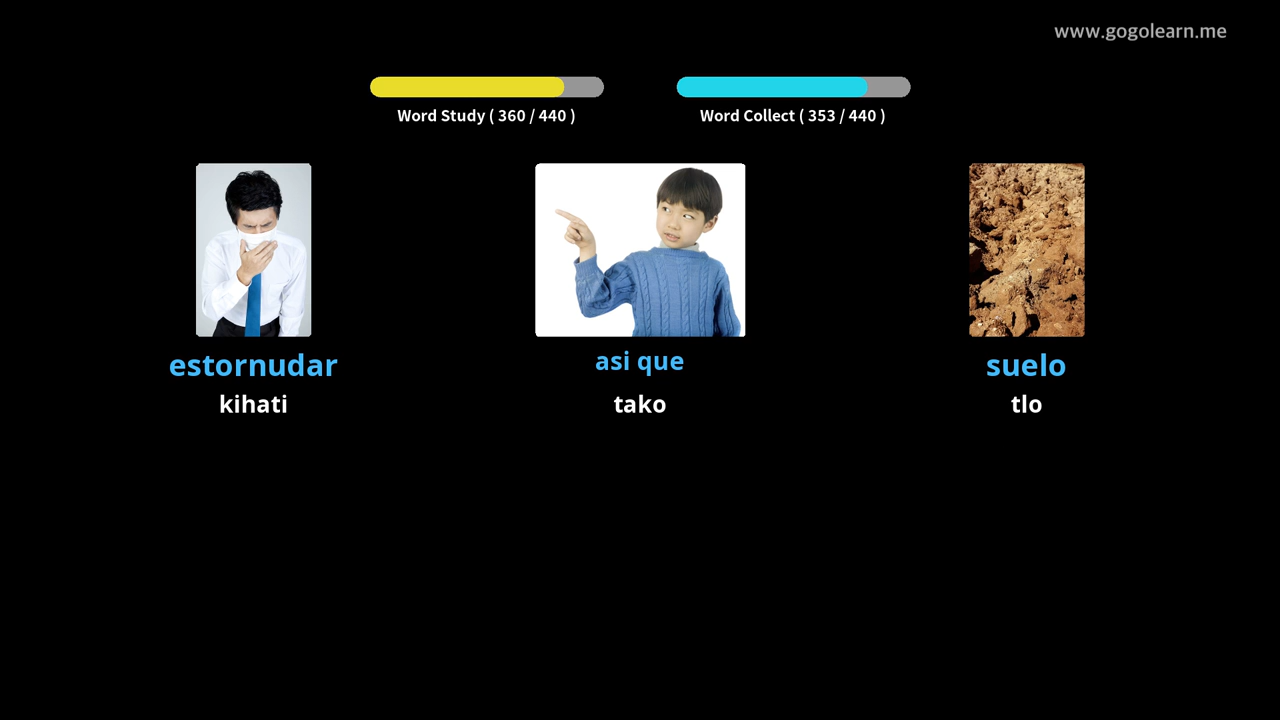 www.gogolearn.me
Word Study ( 360 / 440 )
Word Collect ( 353 / 440 )
estornudar
kihati
asi que
tako
suelo
tlo